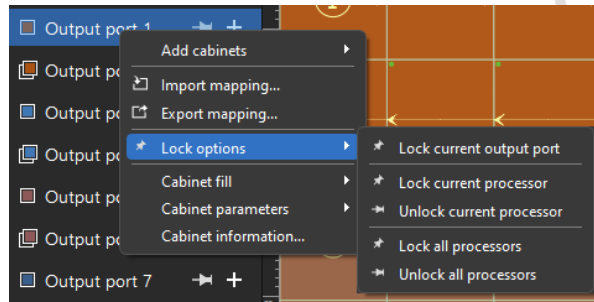 Output port 1
Add cabinets
Output po
Import mapping...
Output po
Export mapping...
Output po
Lock options
Lock current output port
Output po
Cabinet fill
Lock current processor
Cabinet parameters
Unlock current processor
Output po
Cabinet information...
Lock all processors
Output port 7
Unlock all processors